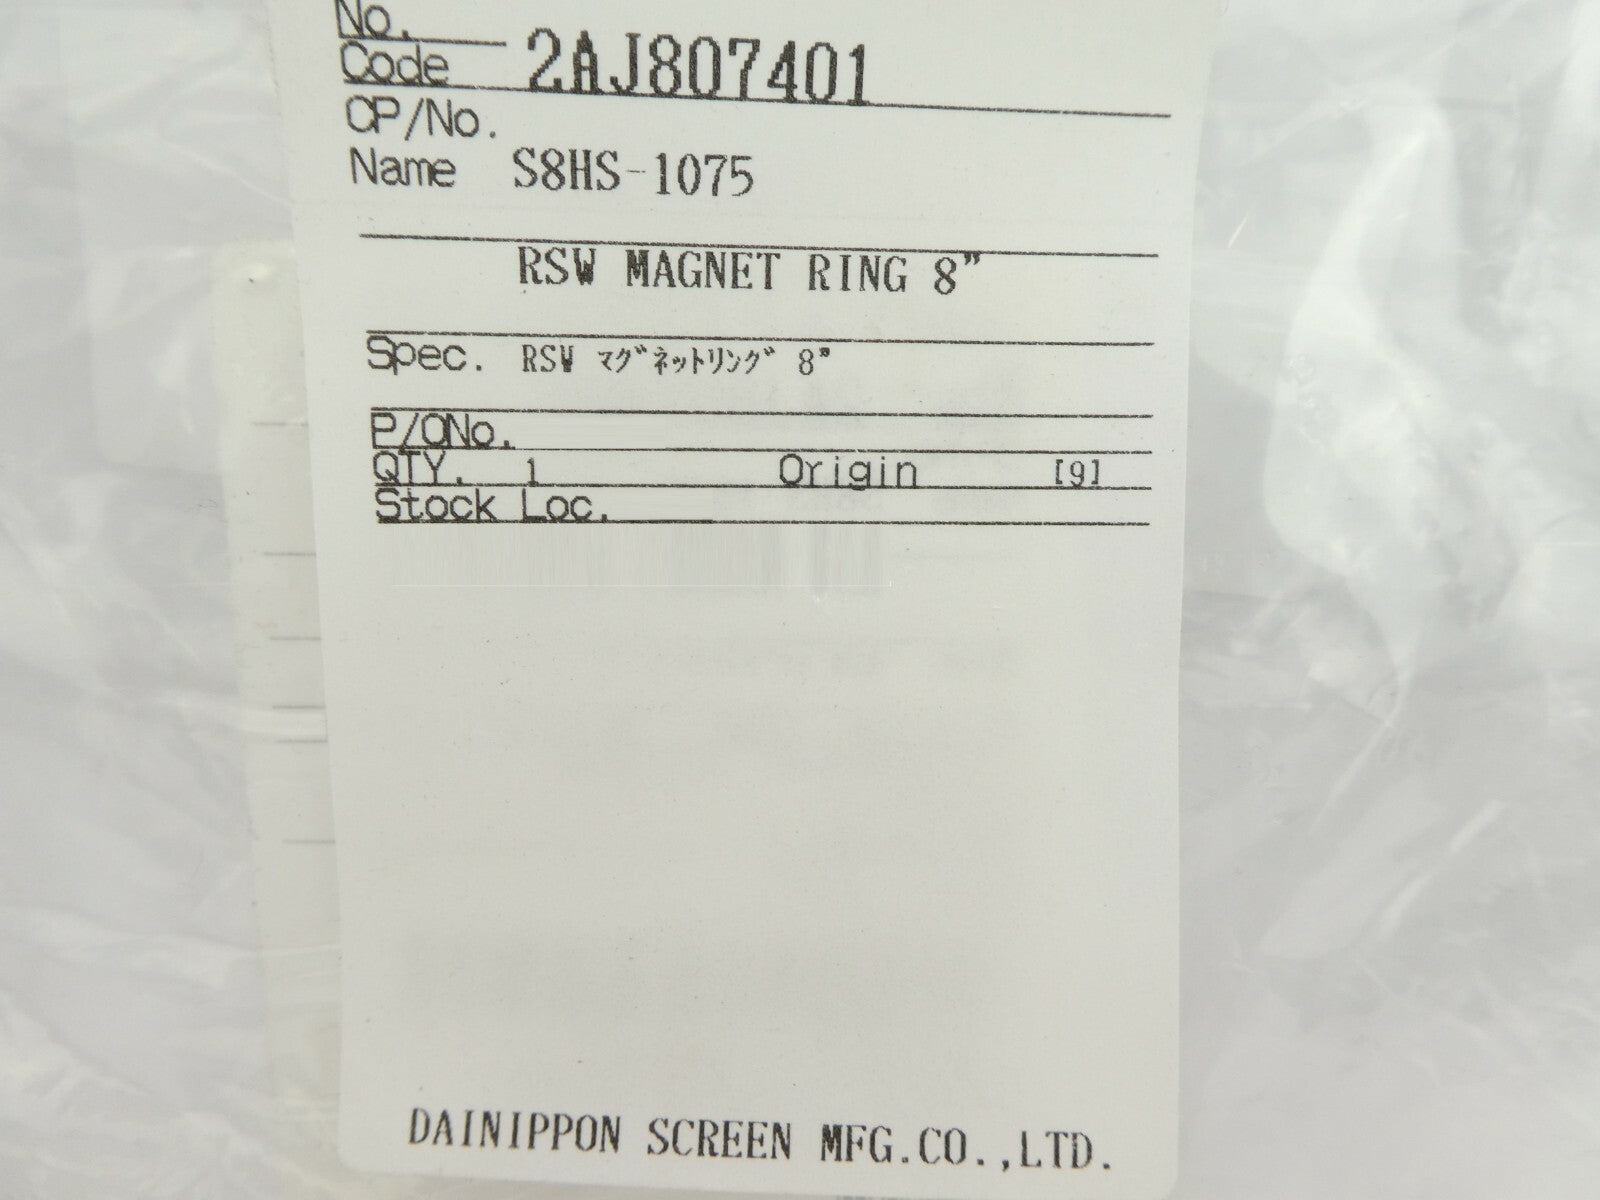 No.
Code 2AJ807401
CP/No.
Name S8HS-1075
RSW MAGNET RING 8”
Spec. RSW ﾏｸﾞﾈｯﾄﾘﾝｸﾞ 8”
P/ONo.
QTY. 1 Origin [9]
Stock Loc.
DAINIPPON SCREEN MFG.CO.,LTD.